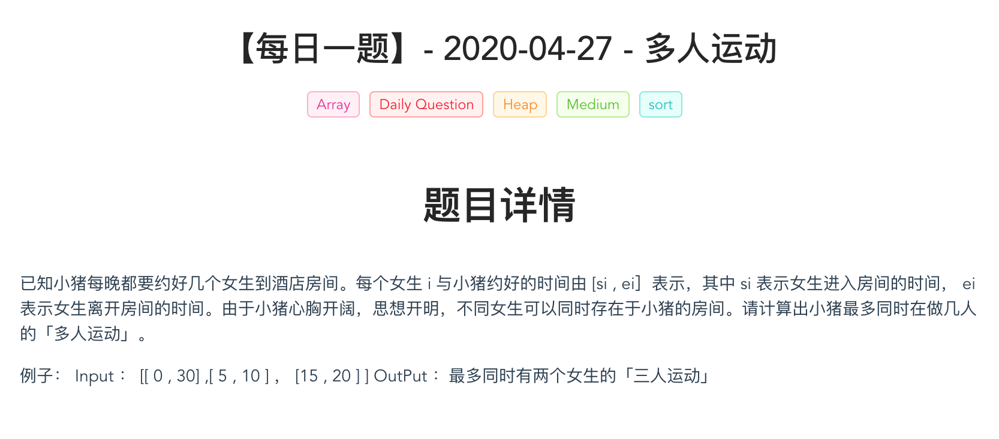 【每日一题】- 2020-04-27 - 多人运动
Array Daily Question Heap Medium sort
题目详情
已知小猪每晚都要约好几个女生到酒店房间。每个女生 i 与小猪约好的时间由 [si , ei］表示，其中 si 表示女生进入房间的时间， ei
表示女生离开房间的时间。由于小猪心胸开阔，思想开明，不同女生可以同时存在于小猪的房间。请计算出小猪最多同时在做几人
的「多人运动」。
例子： Input ： [[ 0 , 30] ,[ 5 , 10 ] ， [15 , 20 ] ] OutPut ：最多同时有两个女生的「三人运动」